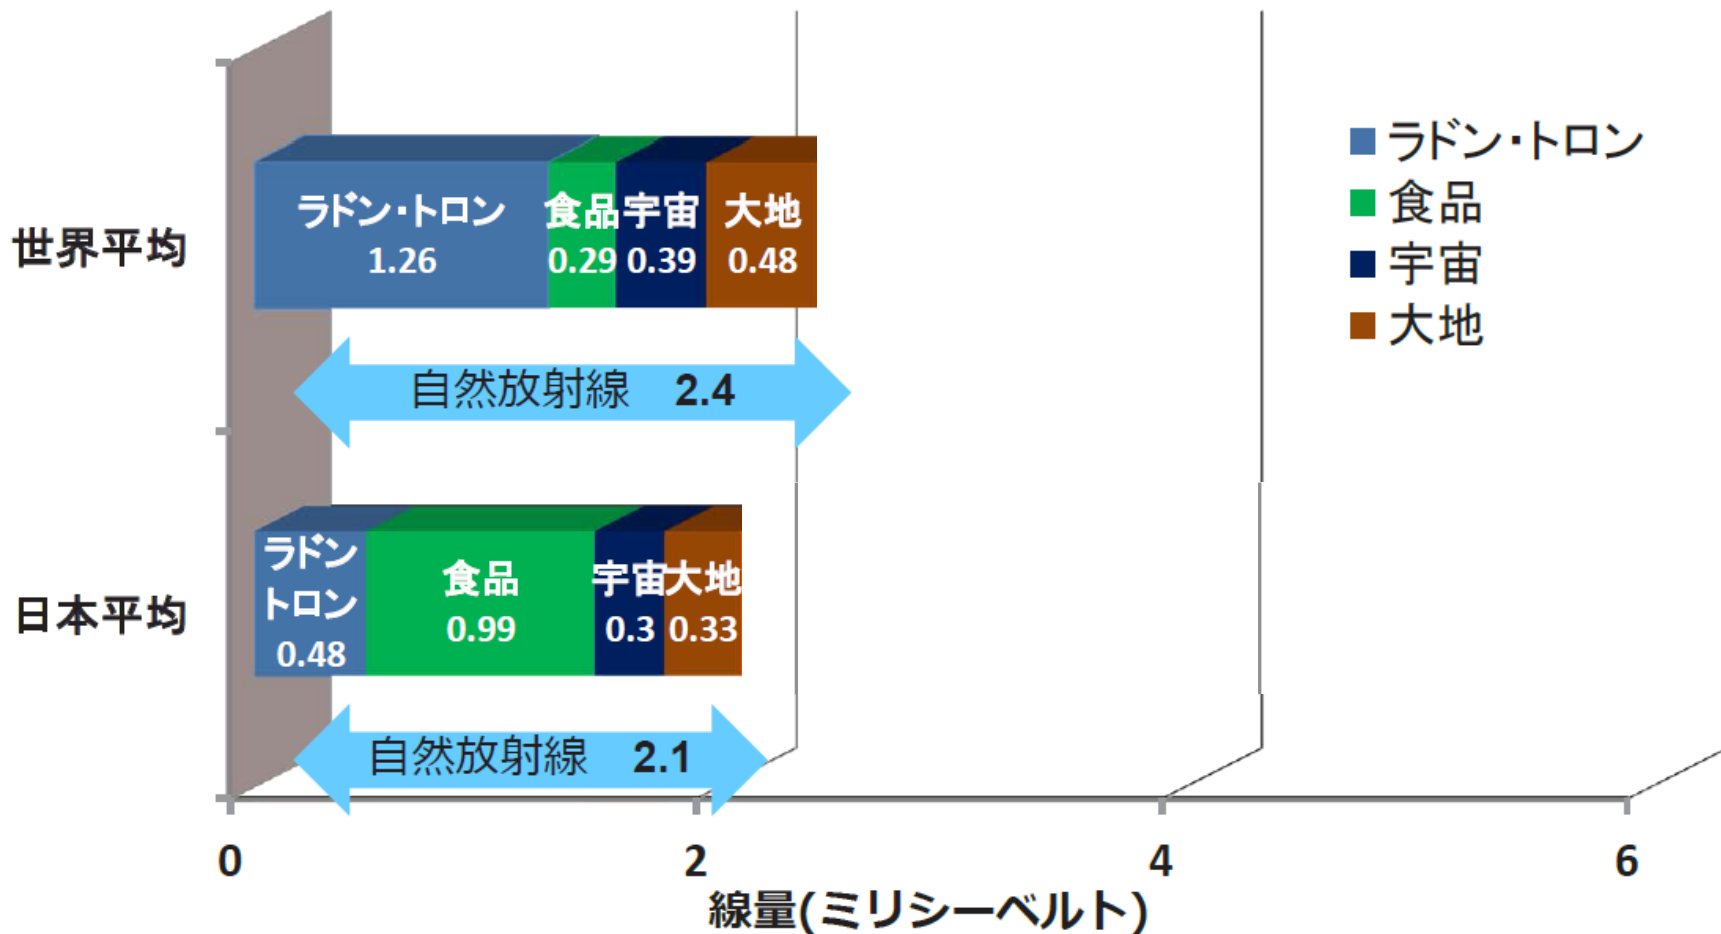 ラドン・トロン
食品
宇宙
大地
世界平均
ラドン・トロン
1.26
食品
0.29
宇宙
0.39
大地
0.48
自然放射線 2.4
日本平均
ラドン
トロン
0.48
食品
0.99
宇宙
0.3
大地
0.33
自然放射線 2.1
0 2 4 6
線量(ミリシーベルト)